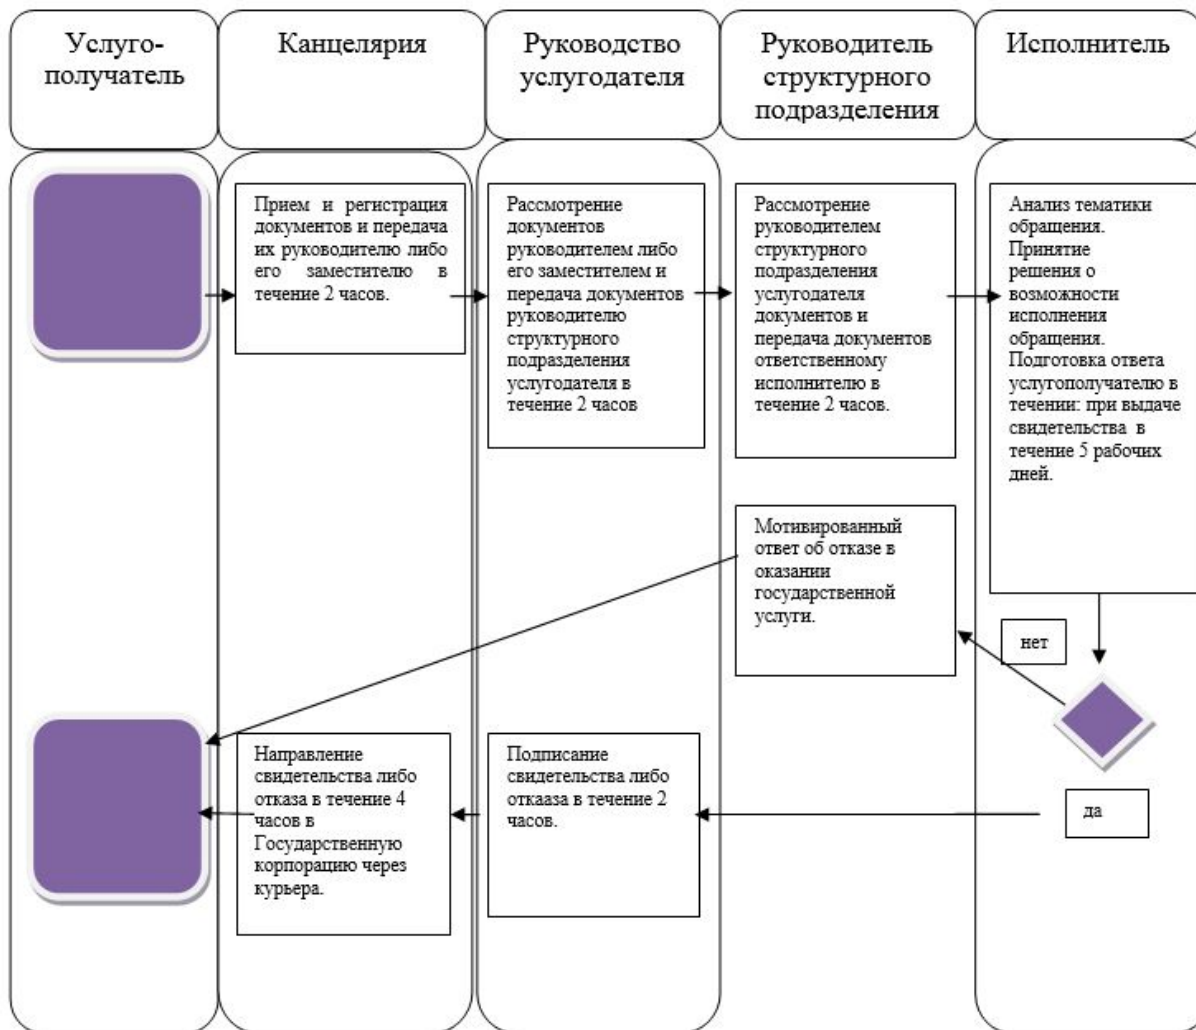 Услуго-
получатель
Канцелярия
Руководство
услугодателя
Руководитель
структурного
подразделения
Исполнитель
Прием и регистрация
документов и передача
их руководителю либо
его заместителю в
течение 2 часов.
Рассмотрение
документов
руководителем либо
его заместителем и
передача документов
руководителю
структурного
подразделения
услугодателя в
течение 2 часов
Рассмотрение
руководителем
структурного
подразделения
услугодателя
документов и
передача документов
ответственному
исполнителю в
течение 2 часов.
Анализ тематики
обращения.
Принятие
решения о
возможности
исполнения
обращения.
Подготовка ответа
услугополучателю в
течении: при выдаче
свидетельства в
течение 5 рабочих
дней.
Мотивированный
ответ об отказе в
оказании
государственной
услуги.
нет
Направление
свидетельства либо
отказа в течение 4
часов в
Государственную
корпорацию через
курьера.
Подписание
свидетельства либо
откааза в течение 2
часов.
да